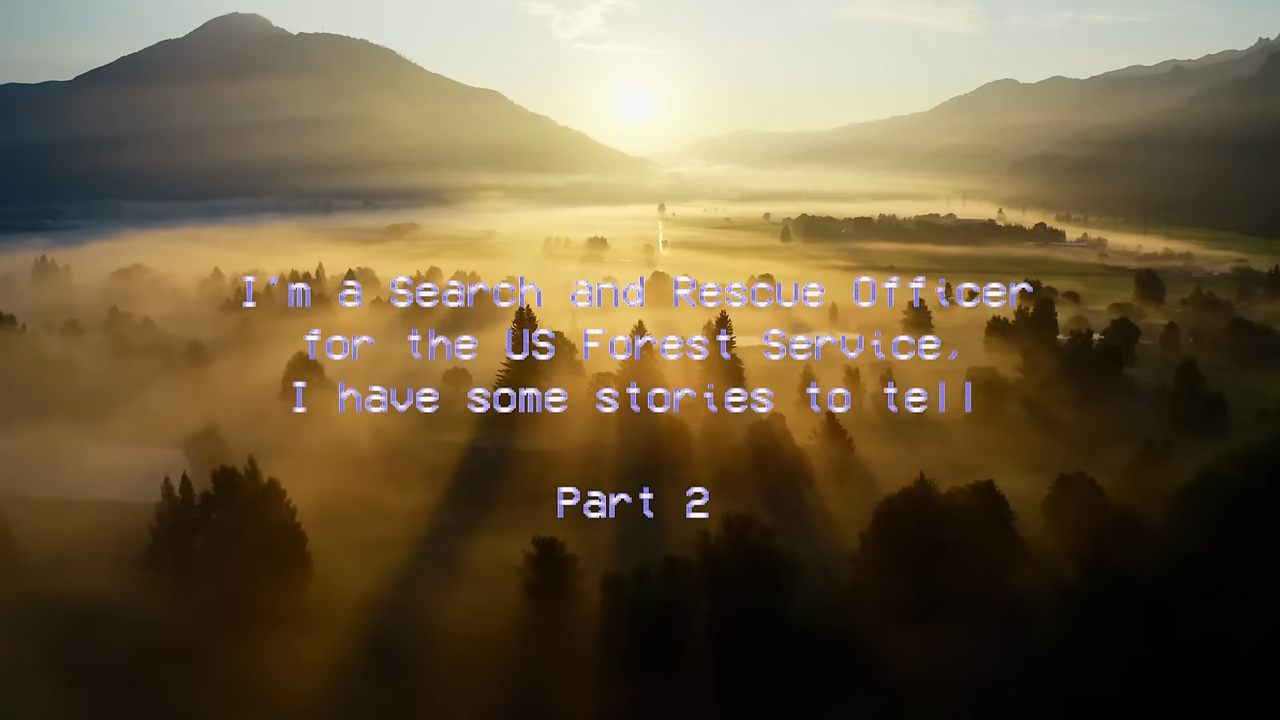 I'm a Search and Rescue Officer
for the US Forest Service,
I have some stories to tell
Part 2